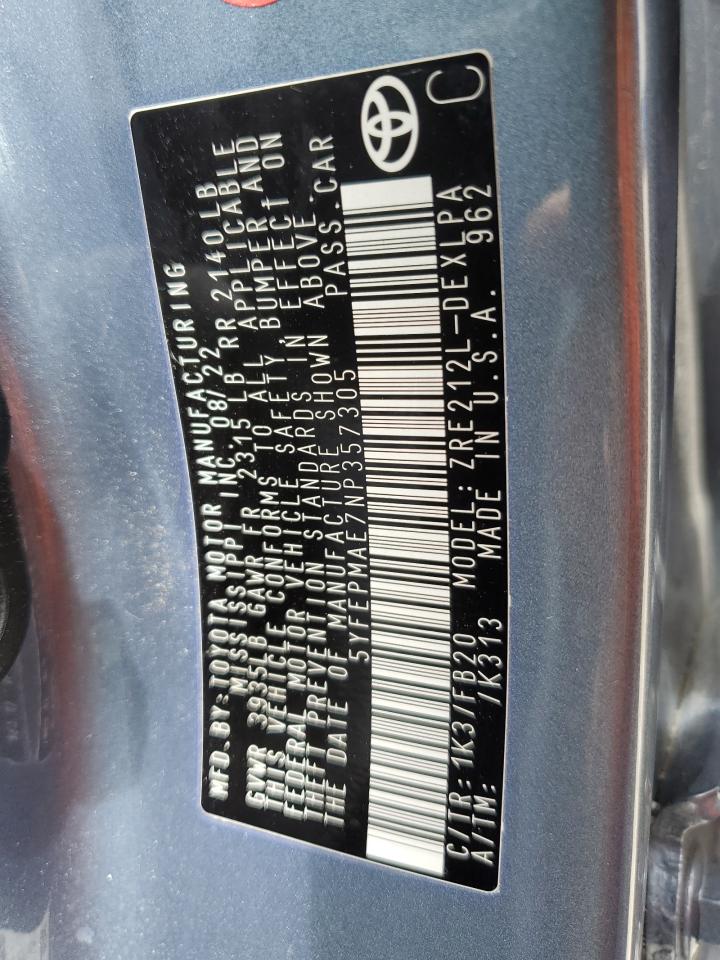 MFD. BY: TOYOTA MOTOR MANUFACTURING
MISSISSIPPI INC. 08/22
GVWR 3935LB GAWR FR 2315 LB RR 2140LB
THIS VEHICLE CONFORMS TO ALL APPLICABLE
FEDERAL MOTOR VEHICLE SAFETY, BUMPER AND
THEFT PREVENTION STANDARDS IN EFFECT ON
THE DATE OF MANUFACTURE SHOWN ABOVE.
5YFEPMAE7NP357305 PASS. CAR
C/TR: 1K3/FB20 MODEL: ZRE212L-DEXLPA
A/TM: /K313 MADE IN U.S.A. 962
C